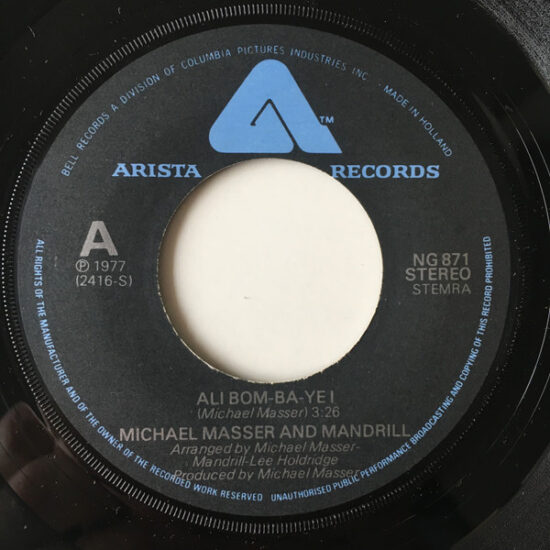 BELL RECORDS A DIVISION OF COLUMBIA PICTURES INDUSTRIES INC. · MADE IN HOLLAND
TM
ARISTA RECORDS
A
℗ 1977
(2416-S)
NG 871
STEREO
STEMRA
ALI BOM-BA-YE I
(Michael Masser) 3:26
MICHAEL MASSER AND MANDRILL
Arranged by Michael Masser-
Mandrill-Lee Holdridge
Produced by Michael Masser
ALL RIGHTS OF THE MANUFACTURER AND OF THE OWNER OF THE RECORDED WORK RESERVED UNAUTHORISED PUBLIC PERFORMANCE BROADCASTING AND COPYING OF THIS RECORD PROHIBITED